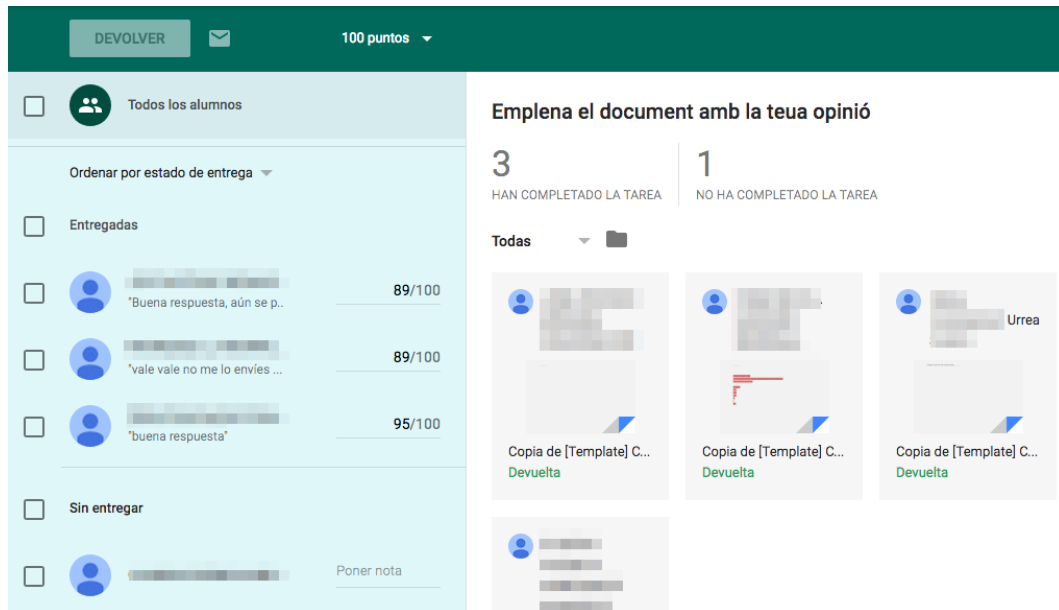 DEVOLVER
100 puntos
Todos los alumnos
Ordenar por estado de entrega
Entregadas
89/100
"Buena respuesta, aún se p..
89/100
"vale vale no me lo envíes ...
95/100
"buena respuesta"
Sin entregar
Poner nota
Emplena el document amb la teua opinió
3
HAN COMPLETADO LA TAREA
1
NO HA COMPLETADO LA TAREA
Todas
Urrea
Copia de [Template] C...
Devuelta
Copia de [Template] C...
Devuelta
Copia de [Template] C...
Devuelta